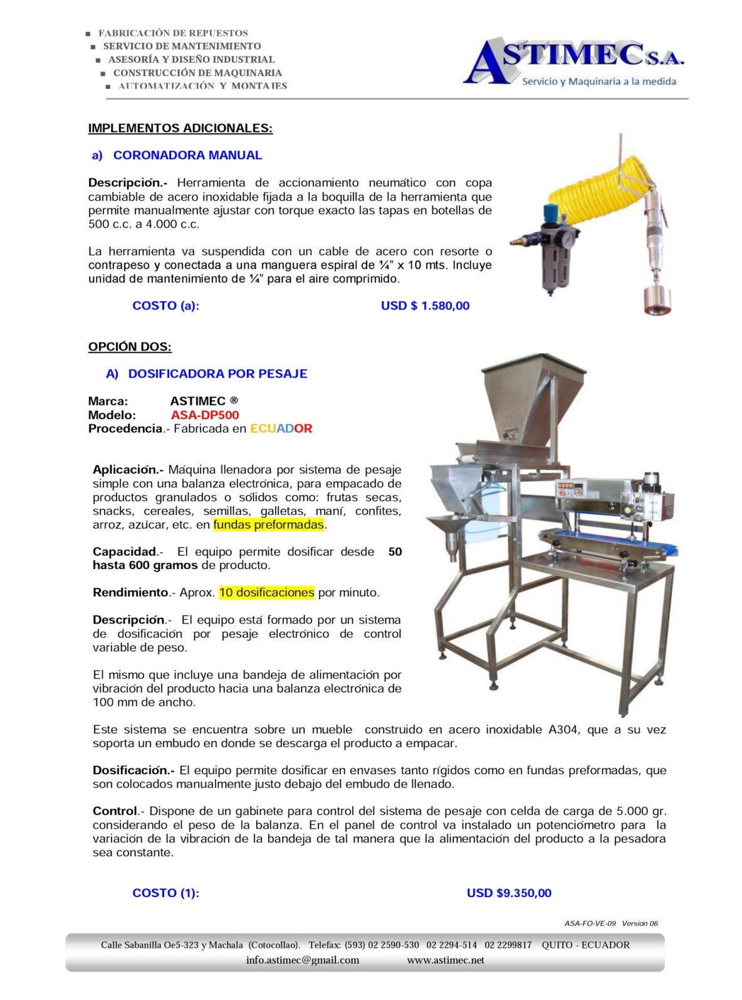 ▪ FABRICACIÓN DE REPUESTOS
▪ SERVICIO DE MANTENIMIENTO
▪ ASESORÍA Y DISEÑO INDUSTRIAL
▪ CONSTRUCCIÓN DE MAQUINARIA
▪ AUTOMATIZACIÓN Y MONTAJES
ASTIMEC S.A.
Servicio y Maquinaria a la medida
IMPLEMENTOS ADICIONALES:
a) CORONADORA MANUAL
Descripción.- Herramienta de accionamiento neumático con copa
cambiable de acero inoxidable fijada a la boquilla de la herramienta que
permite manualmente ajustar con torque exacto las tapas en botellas de
500 c.c. a 4.000 c.c.
La herramienta va suspendida con un cable de acero con resorte o
contrapeso y conectada a una manguera espiral de ¼” x 10 mts. Incluye
unidad de mantenimiento de ¼” para el aire comprimido.
COSTO (a): USD $ 1.580,00
OPCIÓN DOS:
A) DOSIFICADORA POR PESAJE
Marca: ASTIMEC ®
Modelo: ASA-DP500
Procedencia.- Fabricada en ECUADOR
Aplicación.- Máquina llenadora por sistema de pesaje
simple con una balanza electrónica, para empacado de
productos granulados o sólidos como: frutas secas,
snacks, cereales, semillas, galletas, maní, confites,
arroz, azúcar, etc. en fundas preformadas.
Capacidad.- El equipo permite dosificar desde 50
hasta 600 gramos de producto.
Rendimiento.- Aprox. 10 dosificaciones por minuto.
Descripción.- El equipo está formado por un sistema
de dosificación por pesaje electrónico de control
variable de peso.
El mismo que incluye una bandeja de alimentación por
vibración del producto hacia una balanza electrónica de
100 mm de ancho.
Este sistema se encuentra sobre un mueble construido en acero inoxidable A304, que a su vez
soporta un embudo en donde se descarga el producto a empacar.
Dosificación.- El equipo permite dosificar en envases tanto rígidos como en fundas preformadas, que
son colocados manualmente justo debajo del embudo de llenado.
Control.- Dispone de un gabinete para control del sistema de pesaje con celda de carga de 5.000 gr.
considerando el peso de la balanza. En el panel de control va instalado un potenciómetro para la
variación de la vibración de la bandeja de tal manera que la alimentación del producto a la pesadora
sea constante.
COSTO (1): USD $9.350,00
ASA-FO-VE-09 Versión 06
Calle Sabanilla Oe5-323 y Machala (Cotocollao). Telefax: (593) 02 2590-530 02 2294-514 02 2299817 QUITO - ECUADOR
info.astimec@gmail.com www.astimec.net